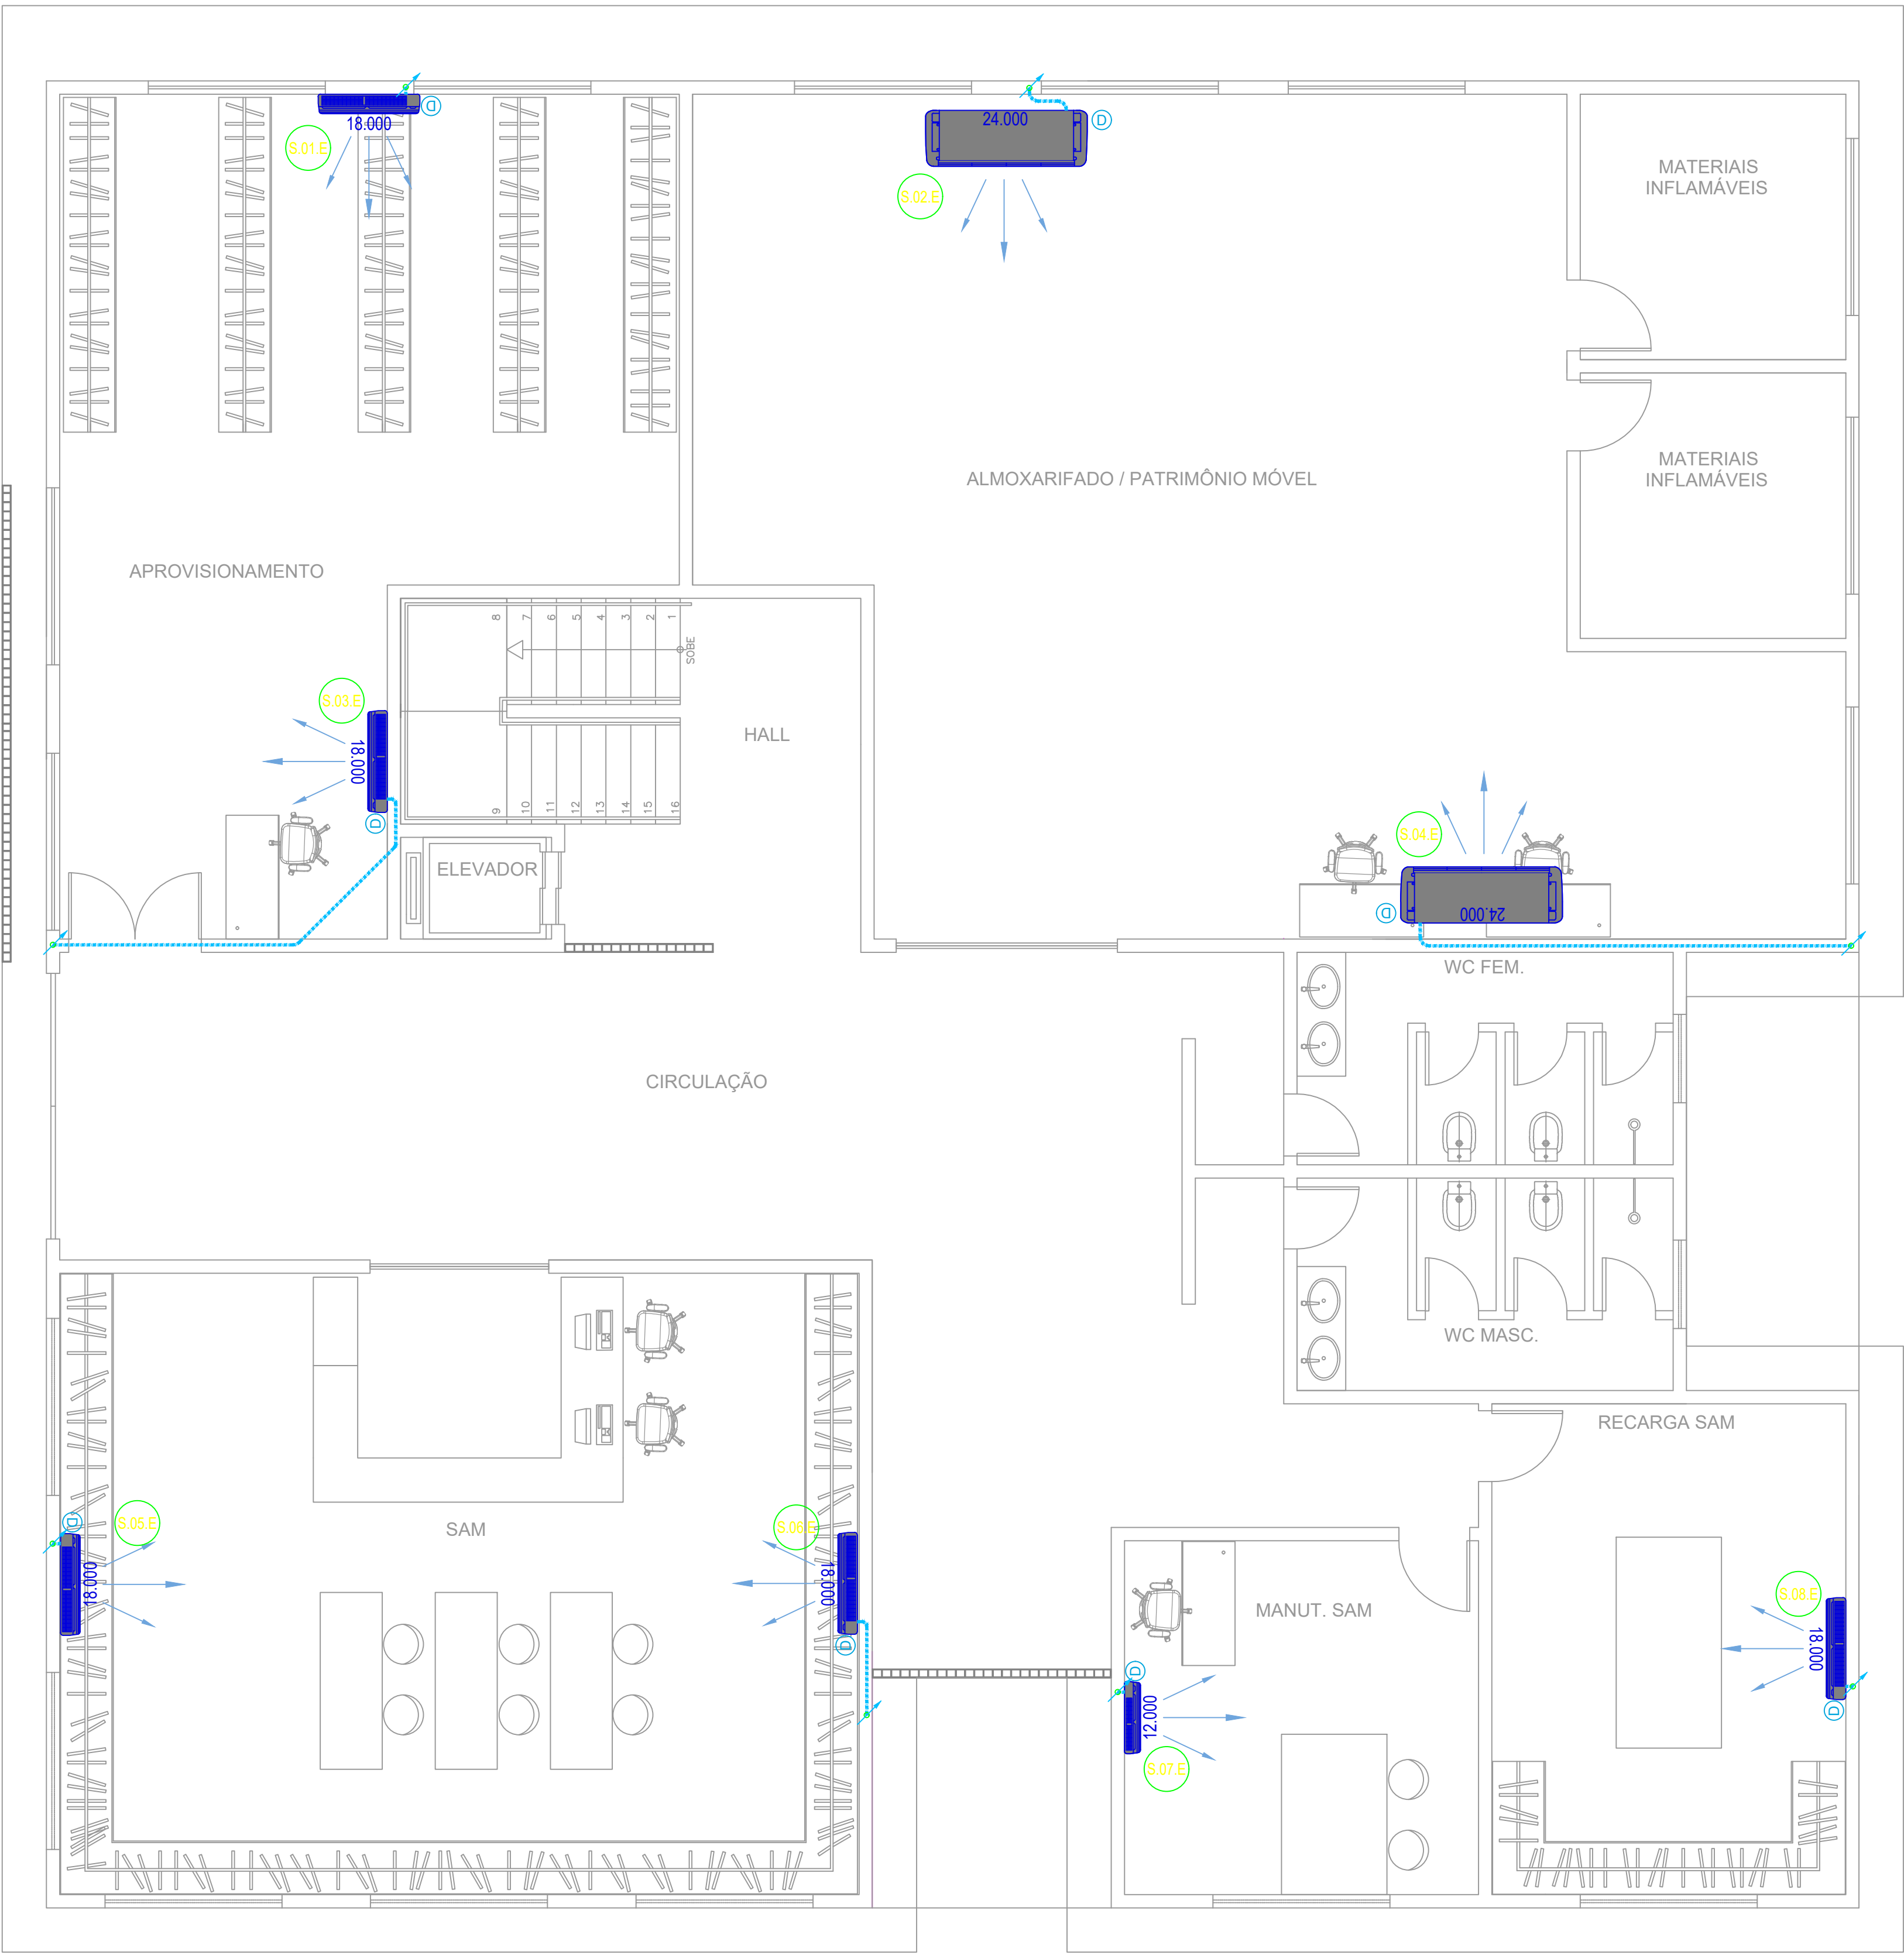 18.000
D
S.01.E
24.000
D
S.02.E
MATERIAIS
INFLAMÁVEIS
MATERIAIS
INFLAMÁVEIS
ALMOXARIFADO / PATRIMÔNIO MÓVEL
APROVISIONAMENTO
8
7
6
5
4
3
2
1
SOBE
9
10
11
12
13
14
15
16
HALL
S.03.E
18.000
D
ELEVADOR
S.04.E
24.000
D
WC FEM.
CIRCULAÇÃO
WC MASC.
RECARGA SAM
SAM
S.05.E
D
18.000
S.06.E
18.000
D
MANUT. SAM
D
12.000
S.07.E
S.08.E
18.000
D